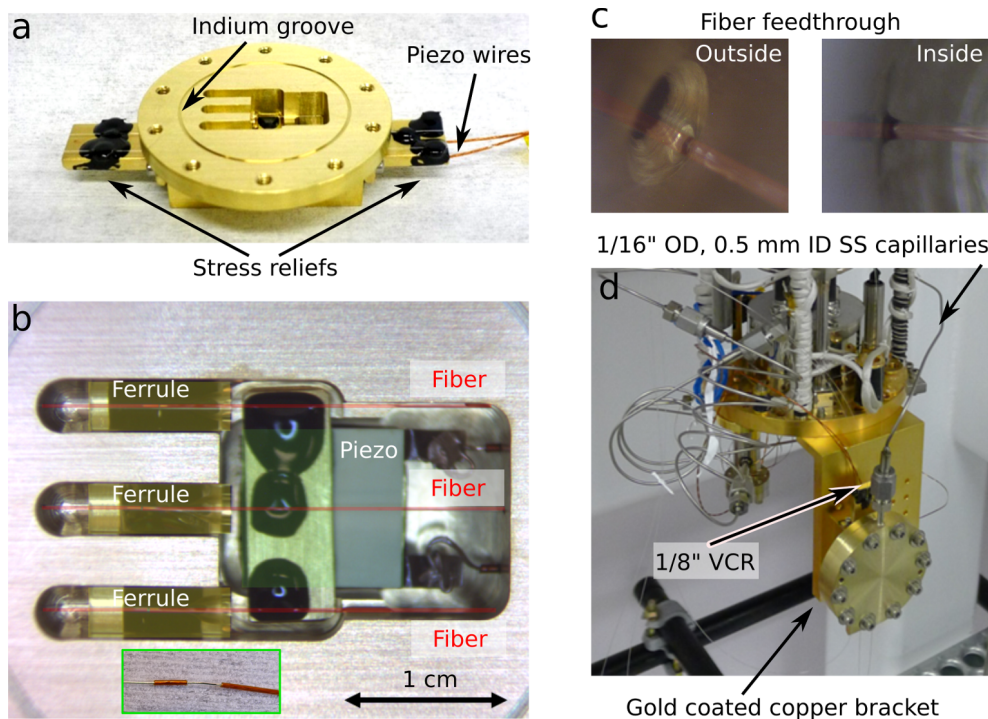 a
Indium groove
Piezo wires
Stress reliefs
b
Ferrule
Fiber
Piezo
Ferrule
Fiber
Ferrule
Fiber
1 cm
c
Fiber feedthrough
Outside
Inside
1/16" OD, 0.5 mm ID SS capillaries
d
1/8" VCR
Gold coated copper bracket